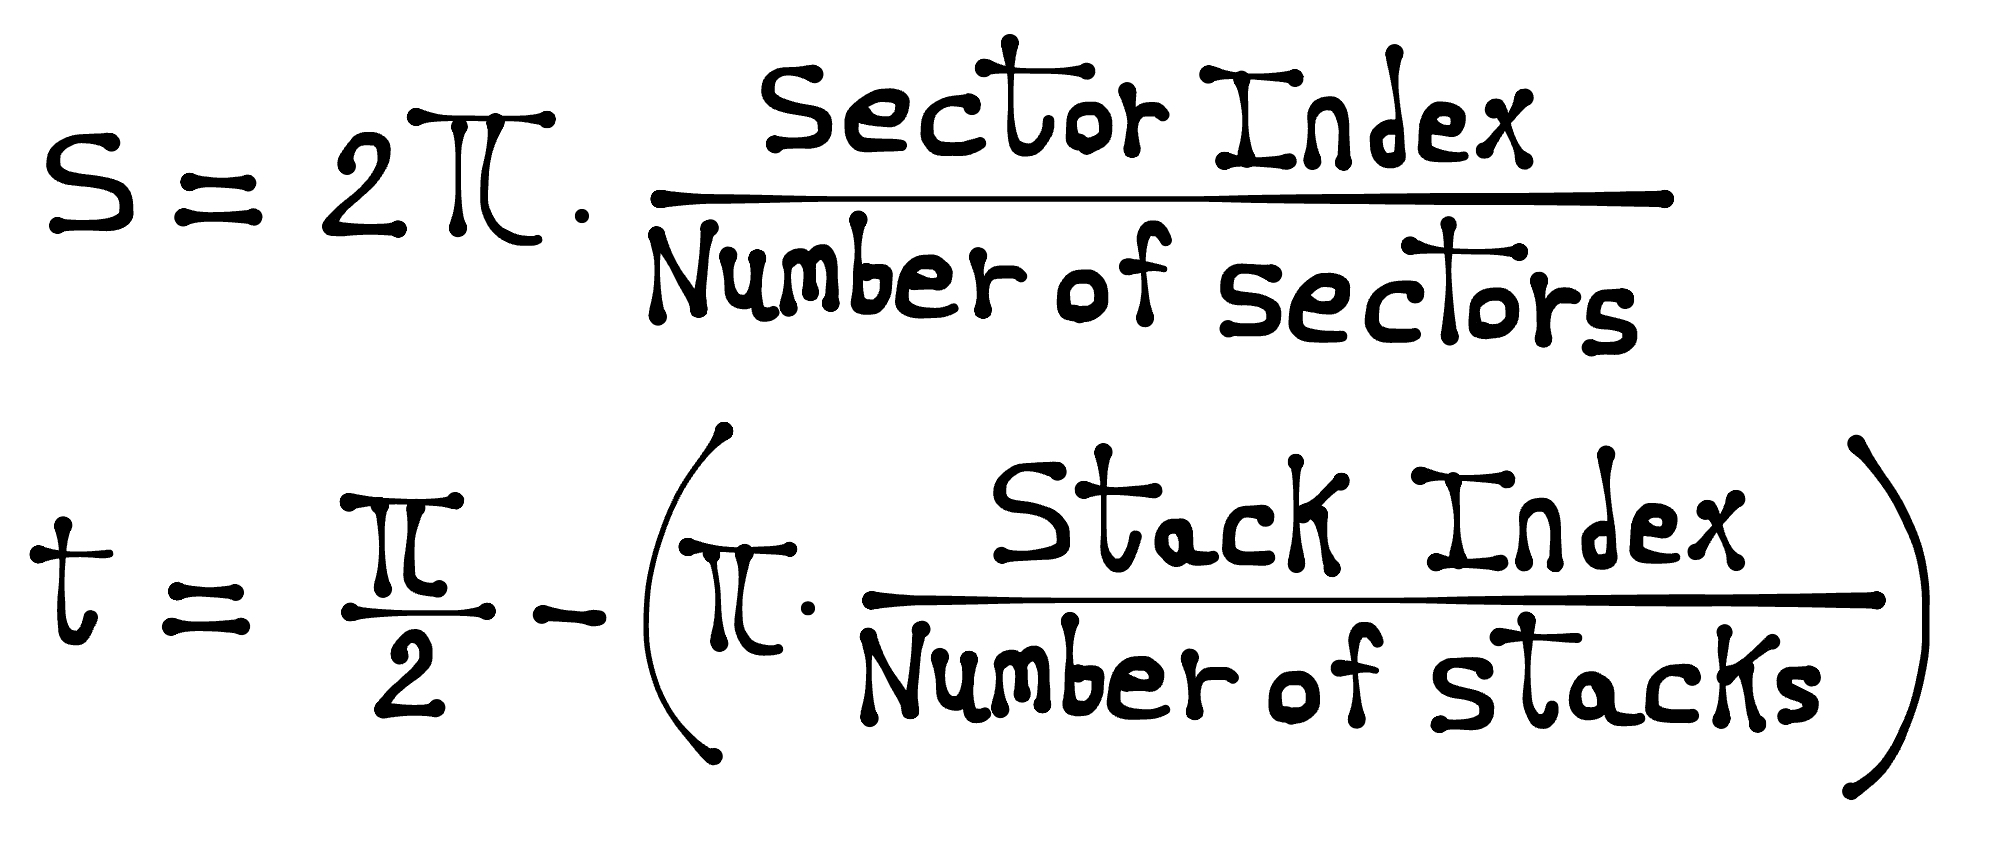 S = 2π · Sector Index / Number of sectors
t = π/2 - (π · Stack Index / Number of stacks)